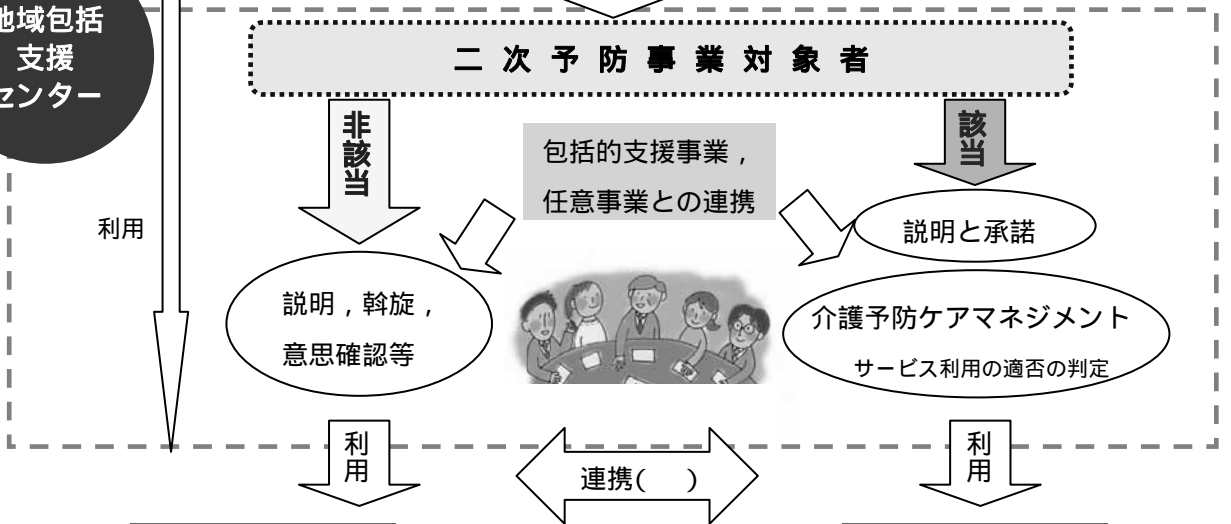 地域包括
支援
センター
二次予防事業対象者
非該当
該当
包括的支援事業，
任意事業との連携
利用
説明と承諾
説明，斡旋，
意思確認等
介護予防ケアマネジメント
サービス利用の適否の判定
利用
連携(　)
利用